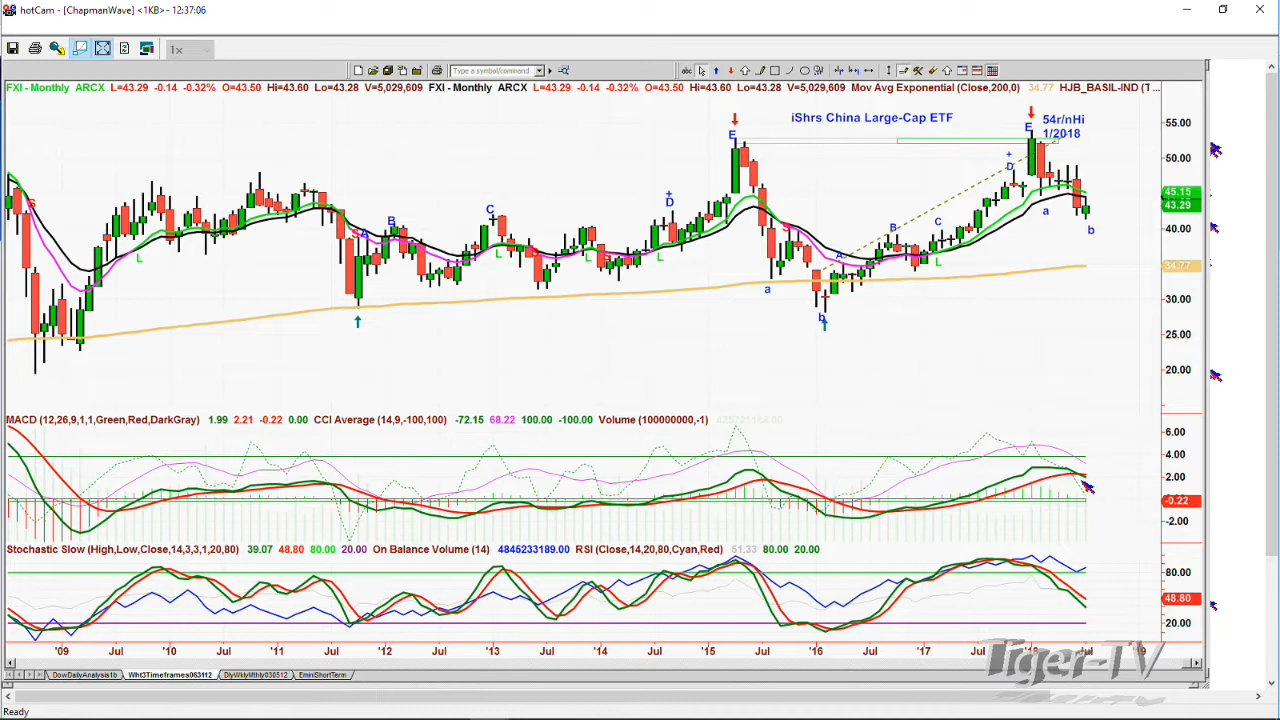 hotCam - [ChapmanWave] <1KB>- 12:37:06
1x
Type a symbol/command
abc
FXI - Monthly ARCX L=43.29 -0.14 -0.32% O=43.50 Hi=43.60 Lo=43.28 V=5,029,609 FXI - Monthly ARCX L=43.29 -0.14 -0.32% O=43.50 Hi=43.60 Lo=43.28 V=5,029,609 Mov Avg Exponential (Close,200,0) 34.77 HJB_BASIL-IND (T ...
iShrs China Large-Cap ETF
54r/nHi
1/2018
E
E
55.00
50.00
45.15
43.29
40.00
34.77
30.00
25.00
20.00
S
L
S
A
B
C
L
L
L
+
D
a
S
b
A
B
C
L
+
D
a
b
MACD (12,26,9,1,1,Green,Red,DarkGray) 1.99 2.21 -0.22 0.00 CCI Average (14,9,-100,100) -72.15 68.22 100.00 -100.00 Volume (100000000,-1)
6.00
4.00
2.00
-0.22
-2.00
Stochastic Slow (High,Low,Close,14,3,3,1,20,80) 39.07 48.80 80.00 20.00 On Balance Volume (14) 4845233189.00 RSI (Close,14,20,80,Cyan,Red) 51.33 80.00 20.00
80.00
48.80
20.00
'09 Jul '10 Jul '11 Jul '12 Jul '13 Jul '14 Jul '15 Jul '16 Jul '17 Jul '18 Jul '19
Tiger-TV
DowDailyAnalysis1b Wht3Timeframes063112 DlyWklyMthly030512 EminiShortTerm
Ready